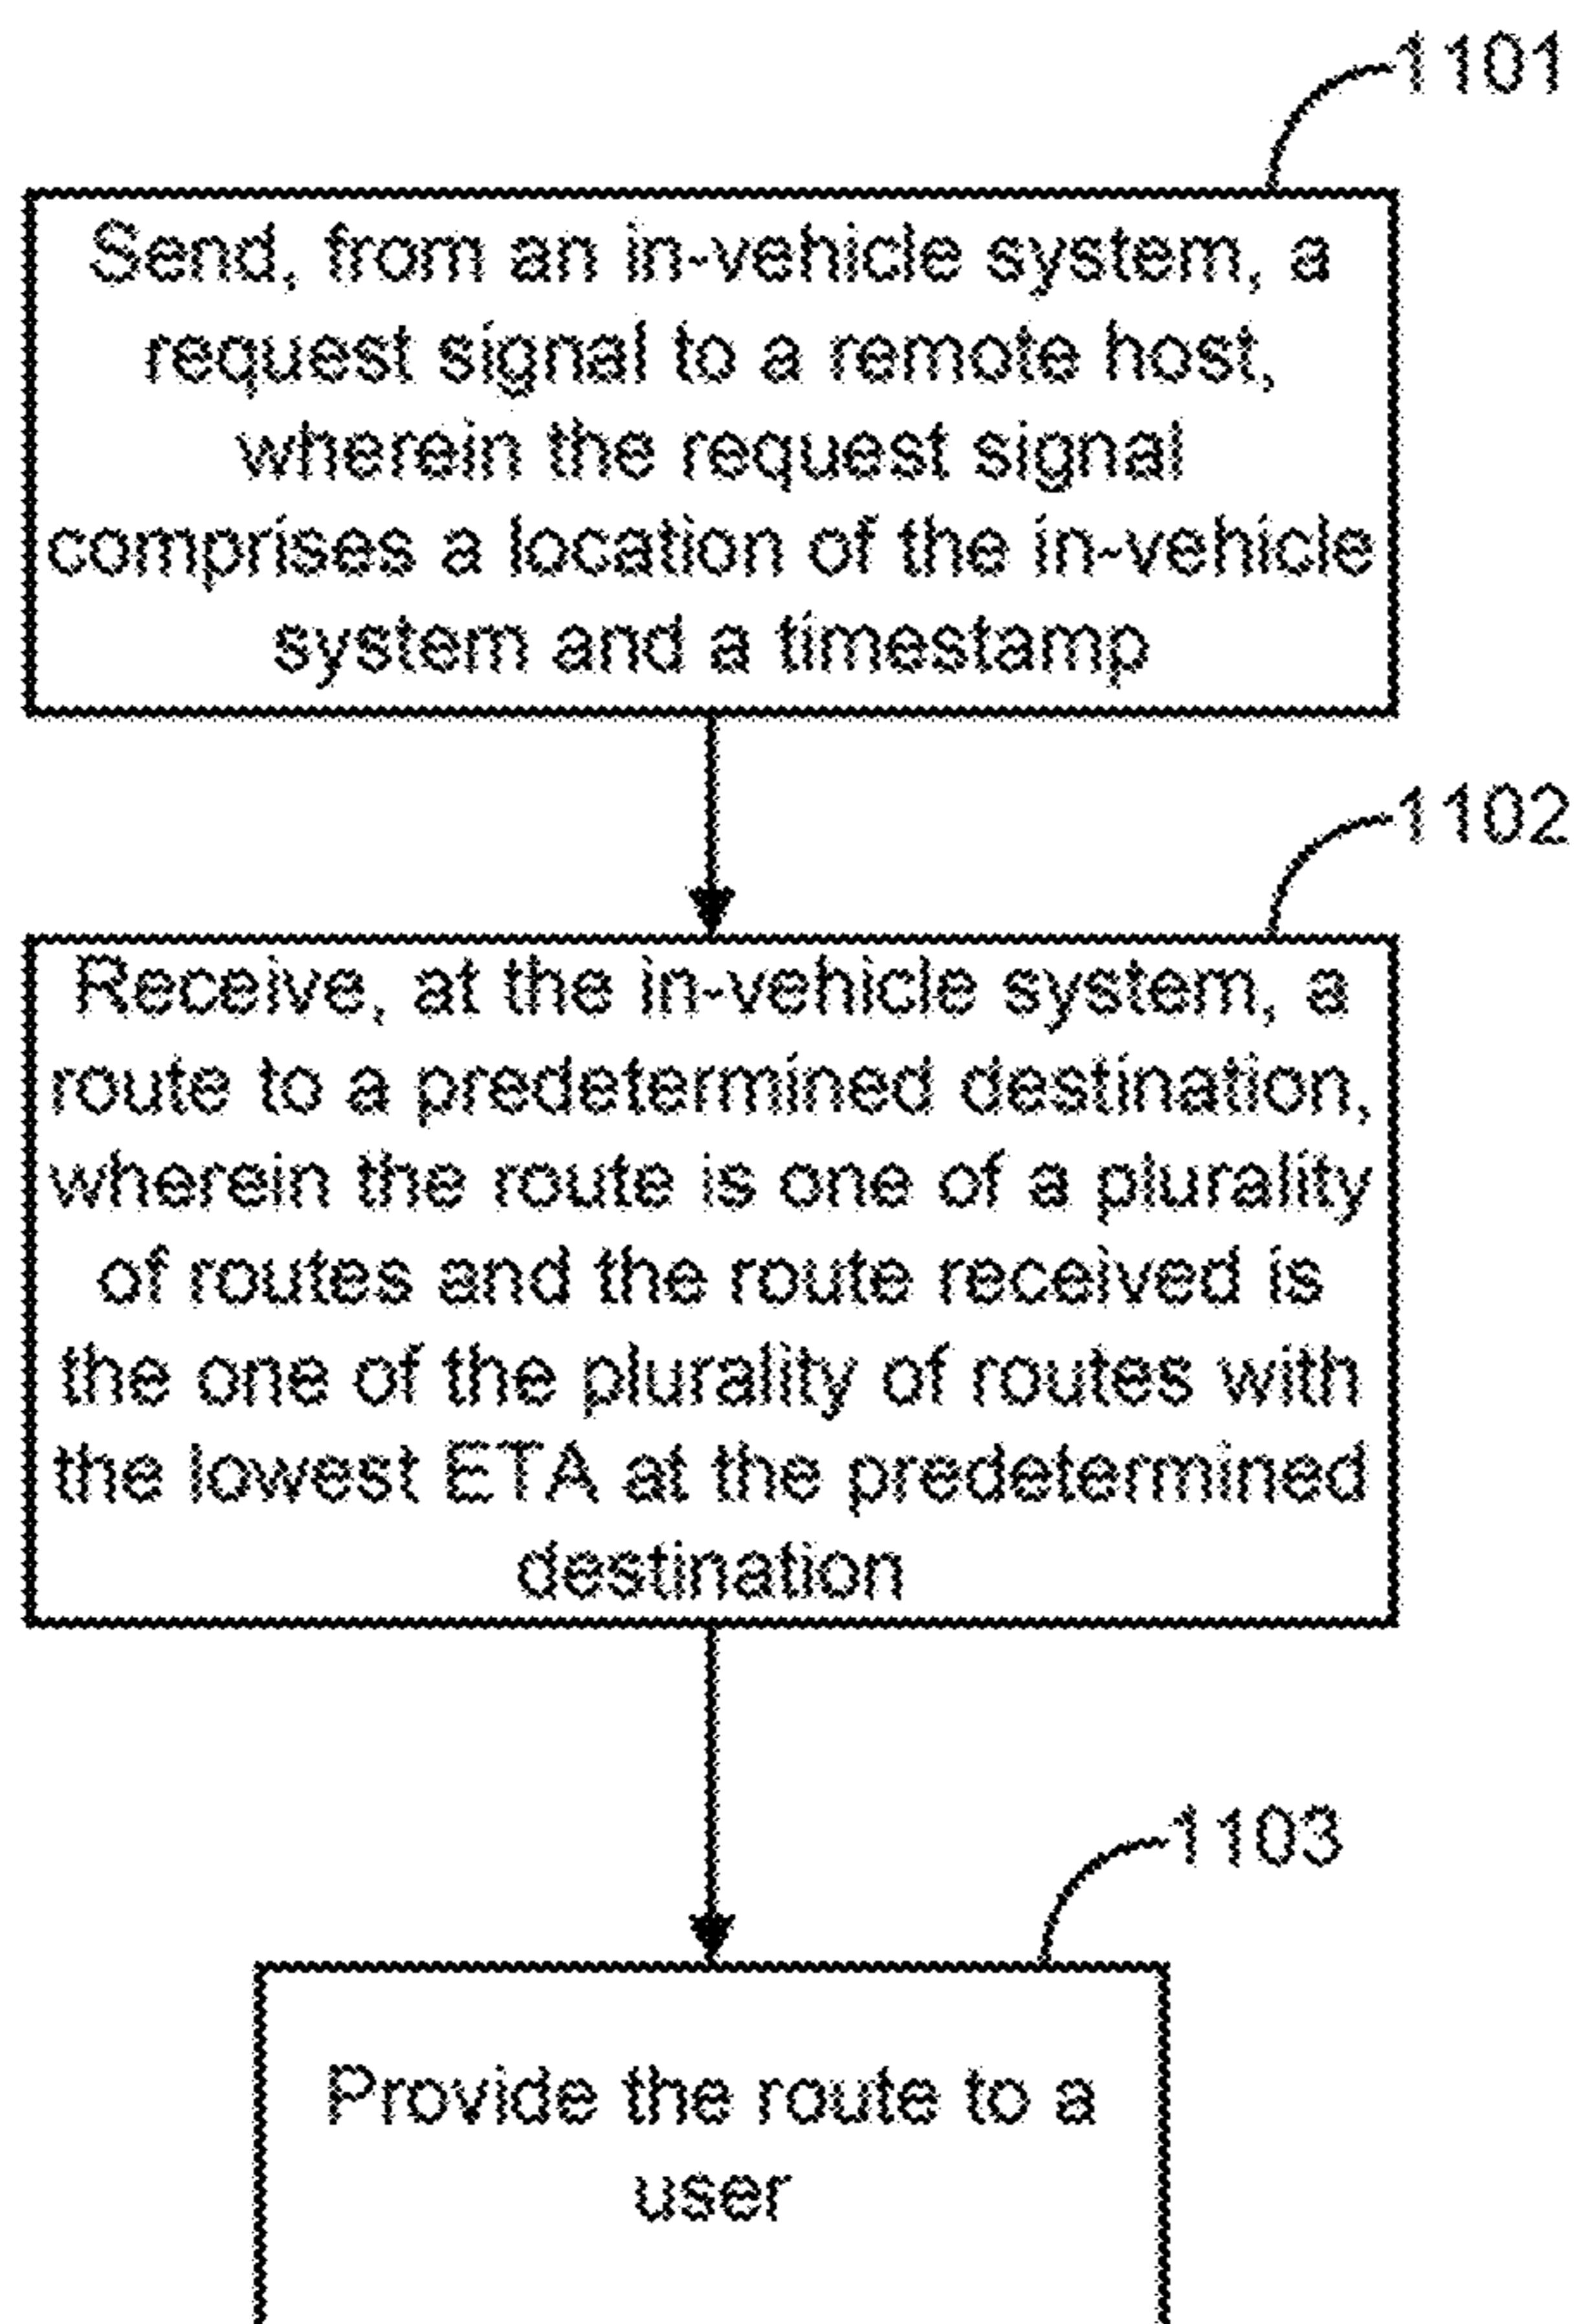 1101
Send, from an in-vehicle system, a
request signal to a remote host,
wherein the request signal
comprises a location of the in-vehicle
system and a timestamp
1102
Receive, at the in-vehicle system, a
route to a predetermined destination,
wherein the route is one of a plurality
of routes and the route received is
the one of the plurality of routes with
the lowest ETA at the predetermined
destination
1103
Provide the route to a
user